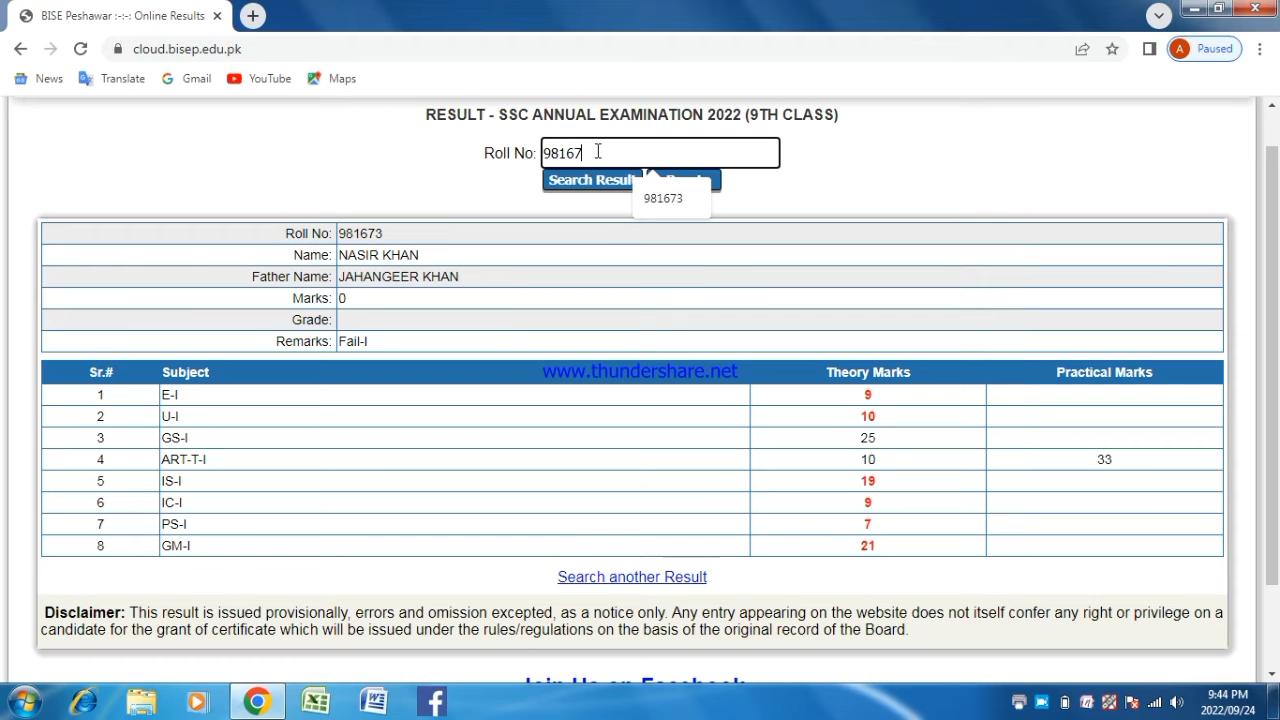 BISE Peshawar :-:-: Online Results
cloud.bisep.edu.pk
Paused
A
News
Translate
Gmail
YouTube
Maps
RESULT - SSC ANNUAL EXAMINATION 2022 (9TH CLASS)
Roll No: 98167
Search Result
981673
Roll No: 981673
Name: NASIR KHAN
Father Name: JAHANGEER KHAN
Marks: 0
Grade:
Remarks: Fail-I
Sr.# Subject Theory Marks Practical Marks
www.thundershare.net
1 E-I 9
2 U-I 10
3 GS-I 25
4 ART-T-I 10 33
5 IS-I 19
6 IC-I 9
7 PS-I 7
8 GM-I 21
Search another Result
Disclaimer: This result is issued provisionally, errors and omission excepted, as a notice only. Any entry appearing on the website does not itself confer any right or privilege on a
candidate for the grant of certificate which will be issued under the rules/regulations on the basis of the original record of the Board.
Join Us on Facebook
9:44 PM
2022/09/24